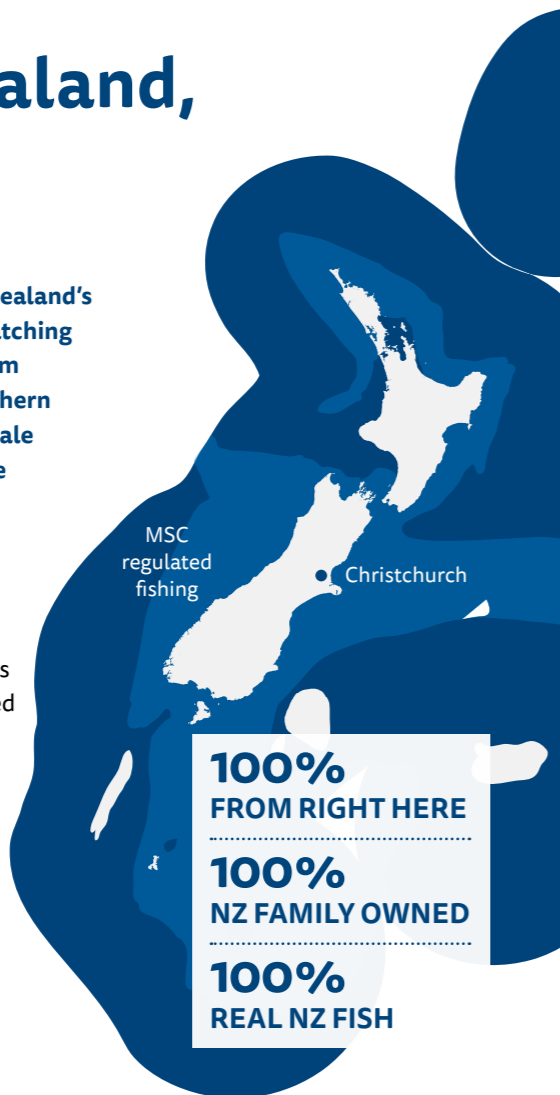 aland,
ealand's
atching
m
hern
ale
e
s
ed
MSC
regulated
fishing
Christchurch
100%
FROM RIGHT HERE
100%
NZ FAMILY OWNED
100%
REAL NZ FISH